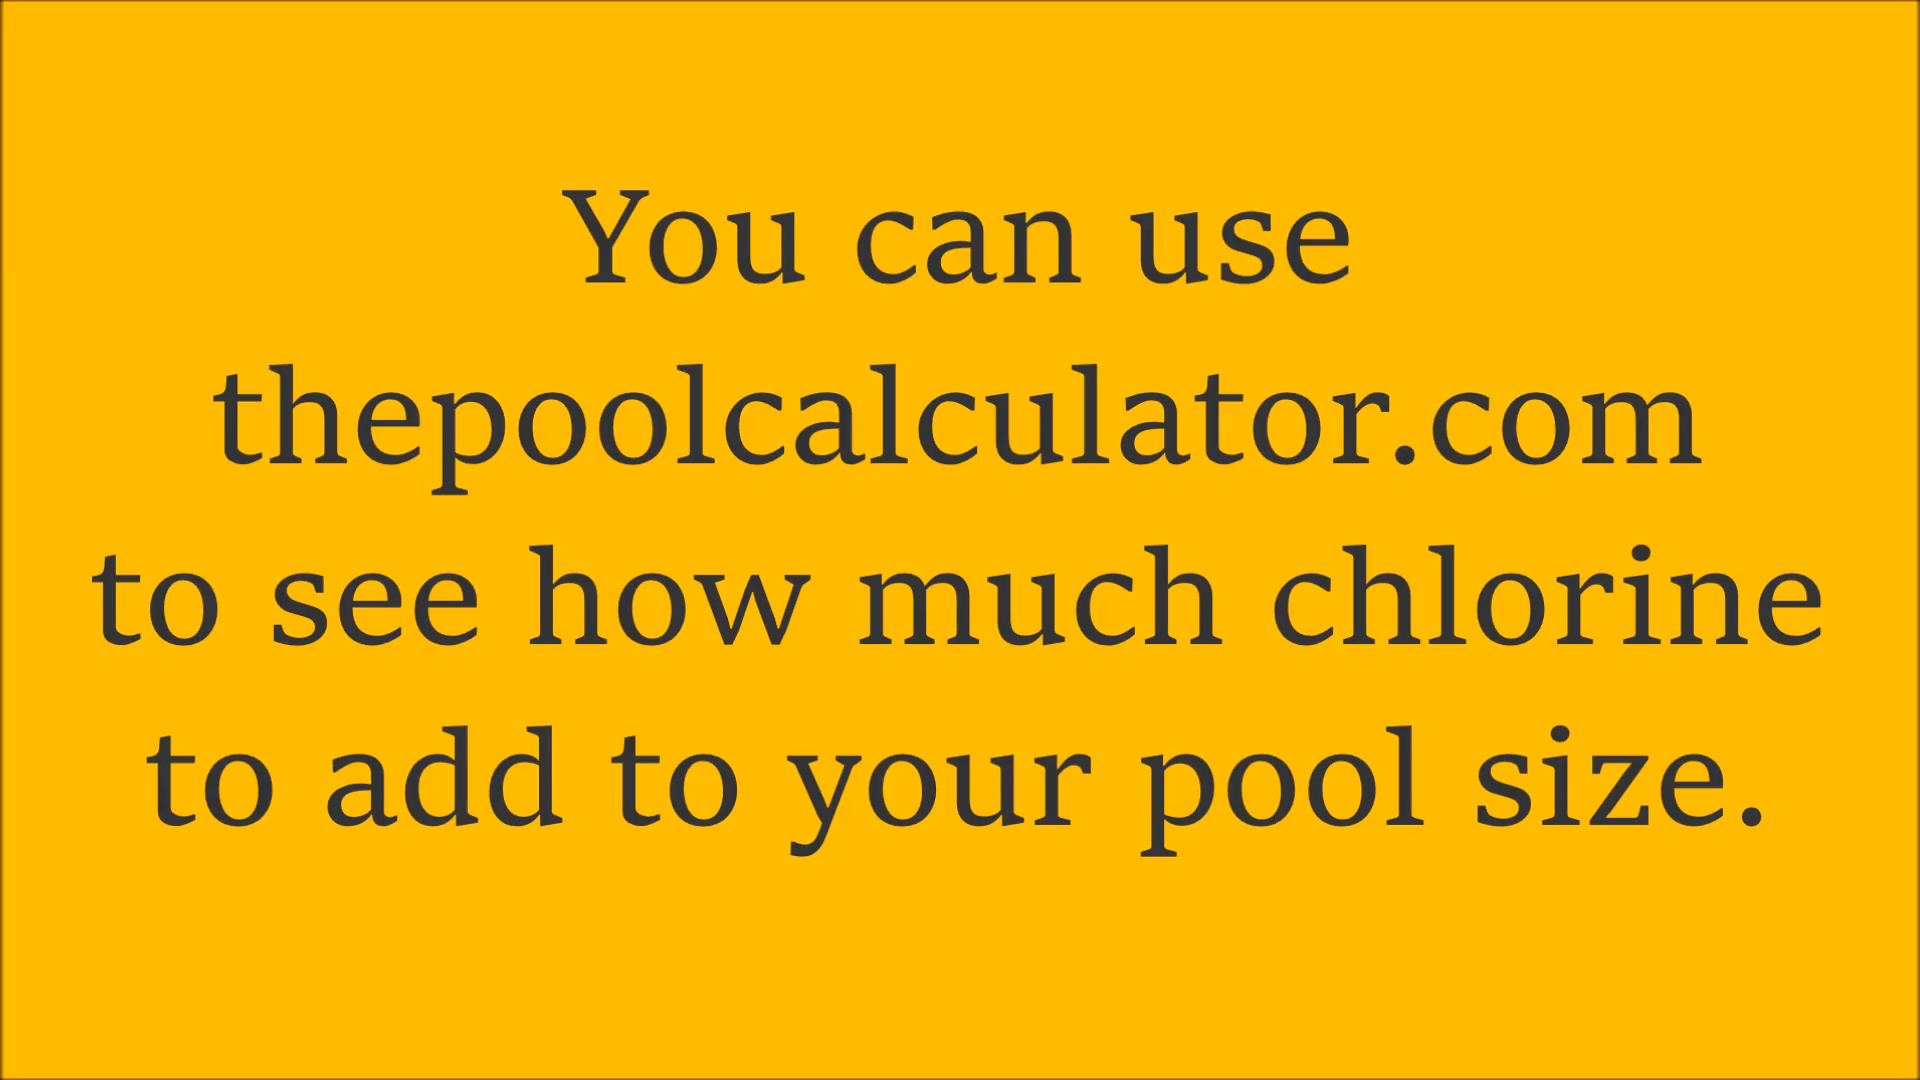 You can use
thepoolcalculator.com
to see how much chlorine
to add to your pool size.